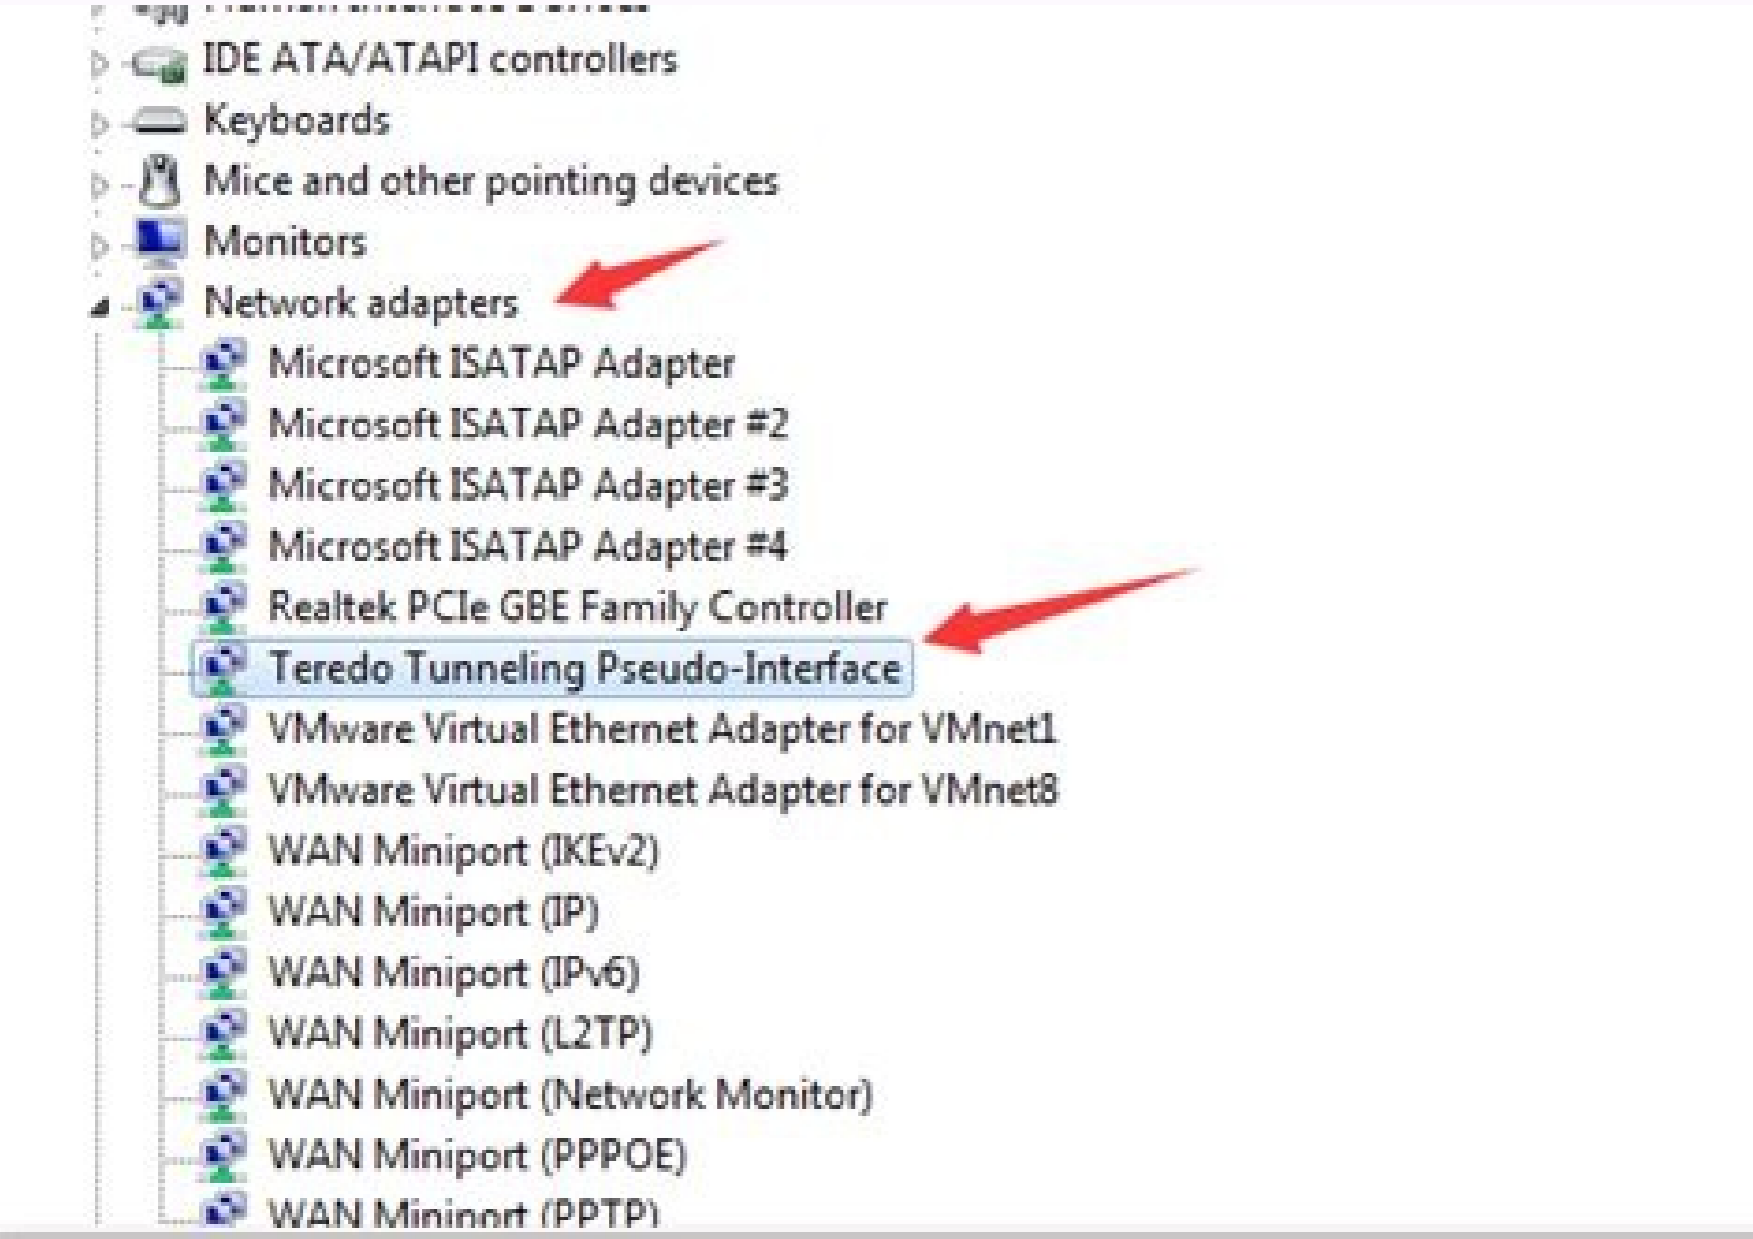 IDE ATA/ATAPI controllers
Keyboards
Mice and other pointing devices
Monitors
Network adapters
Microsoft ISATAP Adapter
Microsoft ISATAP Adapter #2
Microsoft ISATAP Adapter #3
Microsoft ISATAP Adapter #4
Realtek PCIe GBE Family Controller
Teredo Tunneling Pseudo-Interface
VMware Virtual Ethernet Adapter for VMnet1
VMware Virtual Ethernet Adapter for VMnet8
WAN Miniport (IKEv2)
WAN Miniport (IP)
WAN Miniport (IPv6)
WAN Miniport (L2TP)
WAN Miniport (Network Monitor)
WAN Miniport (PPPOE)
WAN Miniport (PPTP)